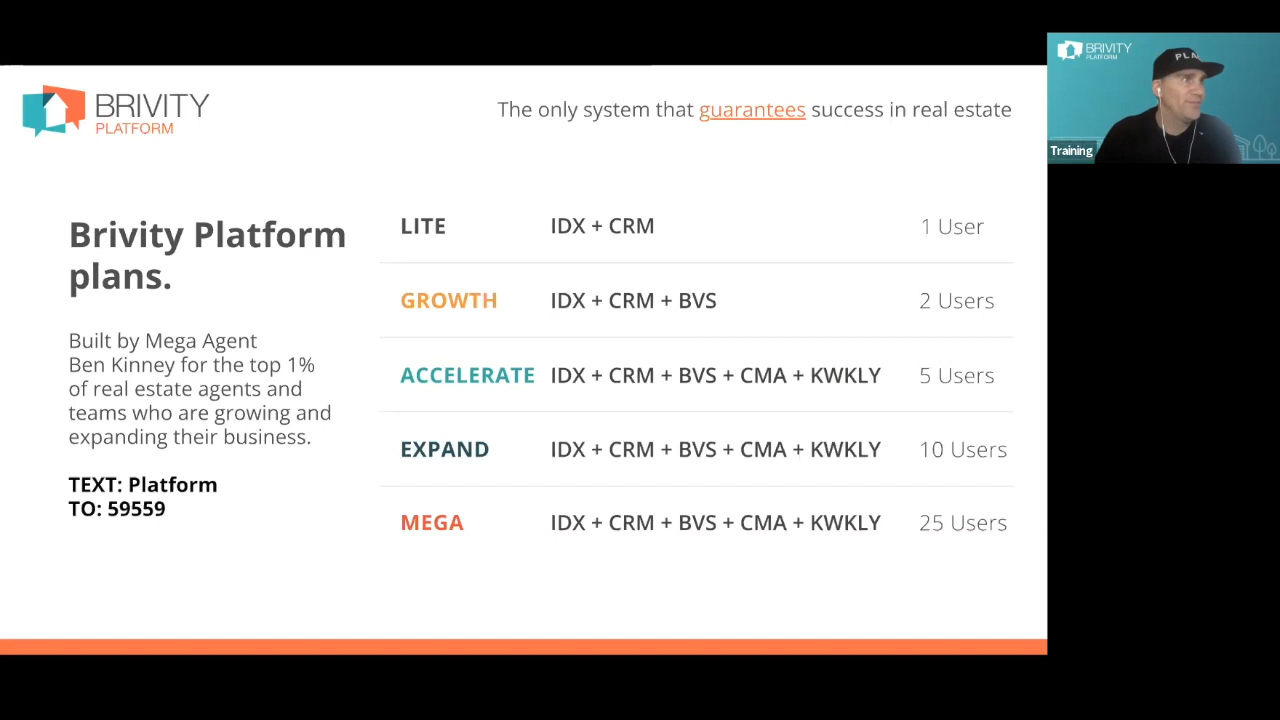 BRIVITY
PLATFORM
The only system that guarantees success in real estate
Brivity Platform
plans.
Built by Mega Agent
Ben Kinney for the top 1%
of real estate agents and
teams who are growing and
expanding their business.
TEXT: Platform
TO: 59559
LITE IDX + CRM 1 User
GROWTH IDX + CRM + BVS 2 Users
ACCELERATE IDX + CRM + BVS + CMA + KWKLY 5 Users
EXPAND IDX + CRM + BVS + CMA + KWKLY 10 Users
MEGA IDX + CRM + BVS + CMA + KWKLY 25 Users
BRIVITY
PLATFORM
Training